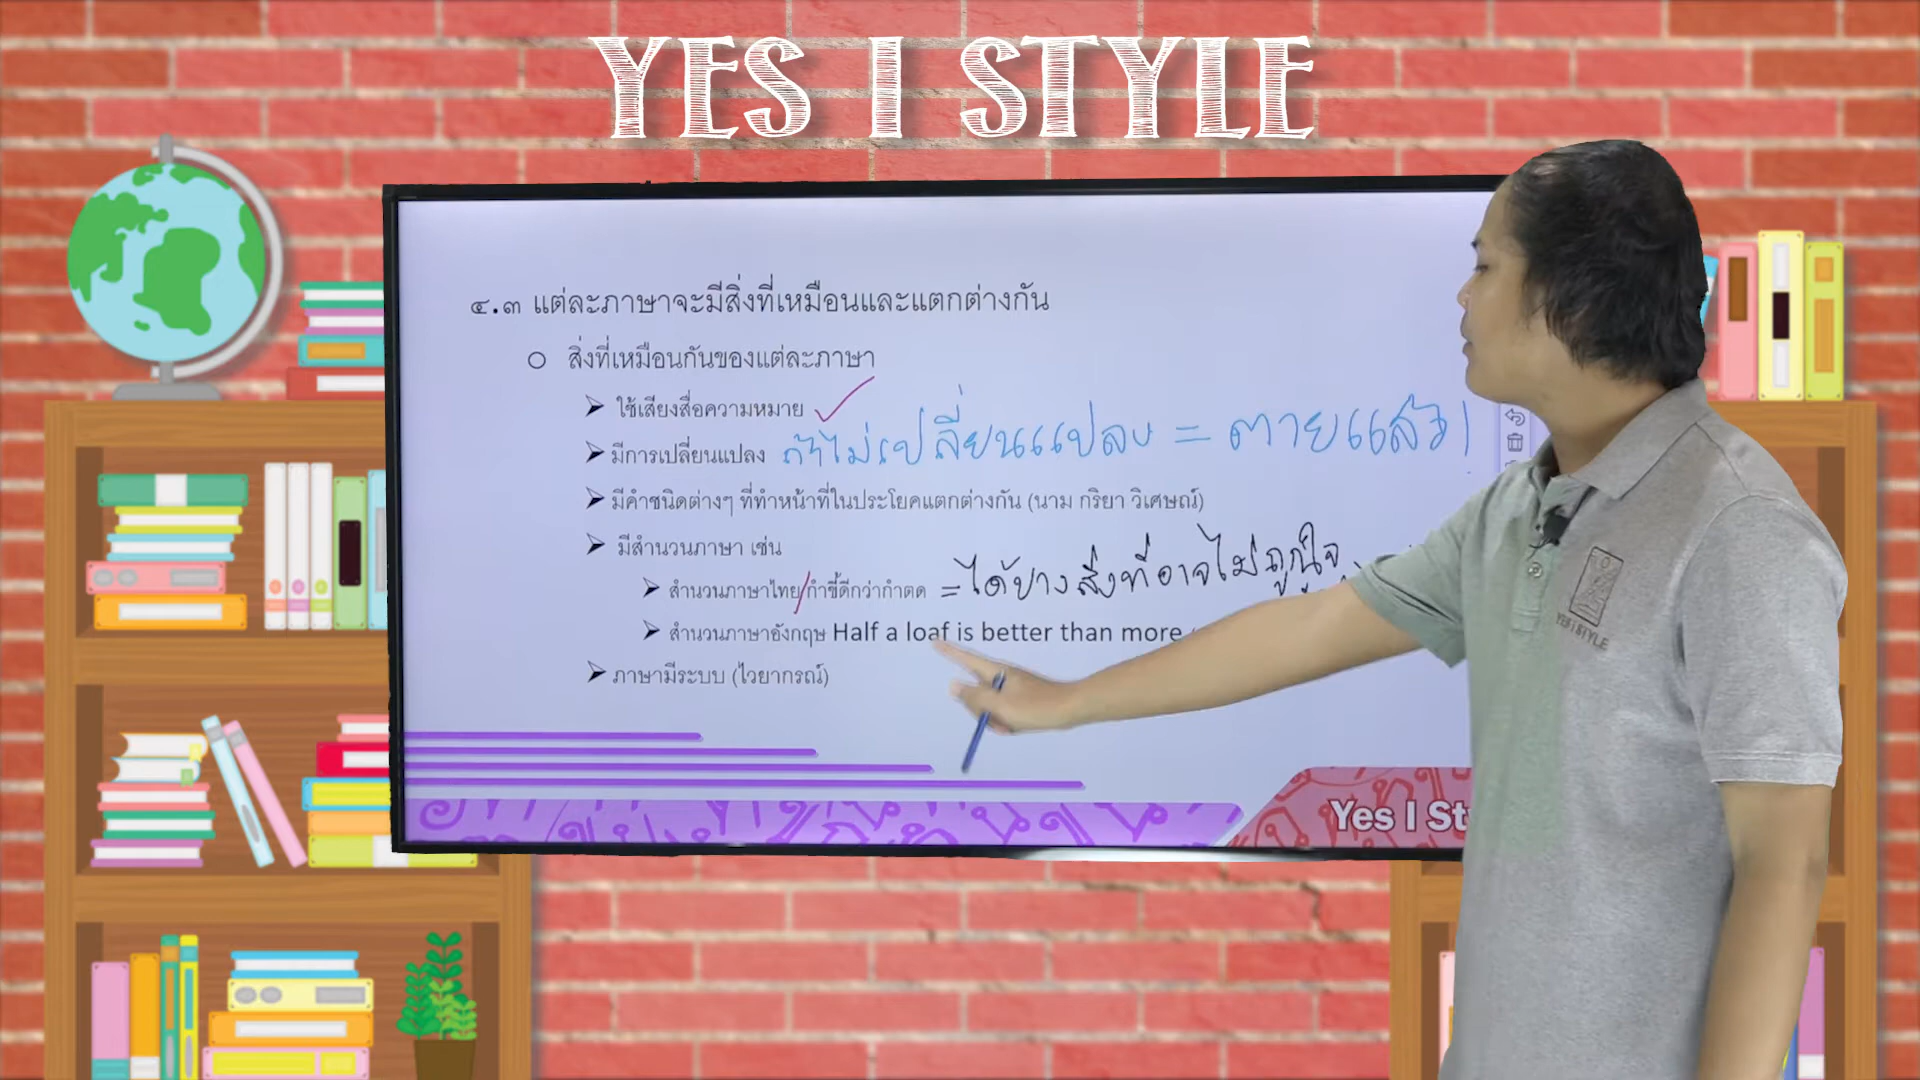 YES I STYLE
๔.๓ แต่ละภาษาจะมีสิ่งที่เหมือนและแตกต่างกัน
สิ่งที่เหมือนกันของแต่ละภาษา
➤ ใช้เสียงสื่อความหมาย ✓
➤ มีการเปลี่ยนแปลง ถ้าไม่เปลี่ยนแปลง = ตายแล้ว!
➤ มีคำชนิดต่างๆ ที่ทำหน้าที่ในประโยคแตกต่างกัน (นาม กริยา วิเศษณ์)
➤ มีสำนวนภาษา เช่น
➤ สำนวนภาษาไทย/กำขี้ดีกว่ากำตด = ได้บางสิ่งที่อาจไม่ถูกใจ
➤ สำนวนภาษาอังกฤษ Half a loaf is better than more
➤ ภาษามีระบบ (ไวยากรณ์)
Yes I St
YES I STYLE